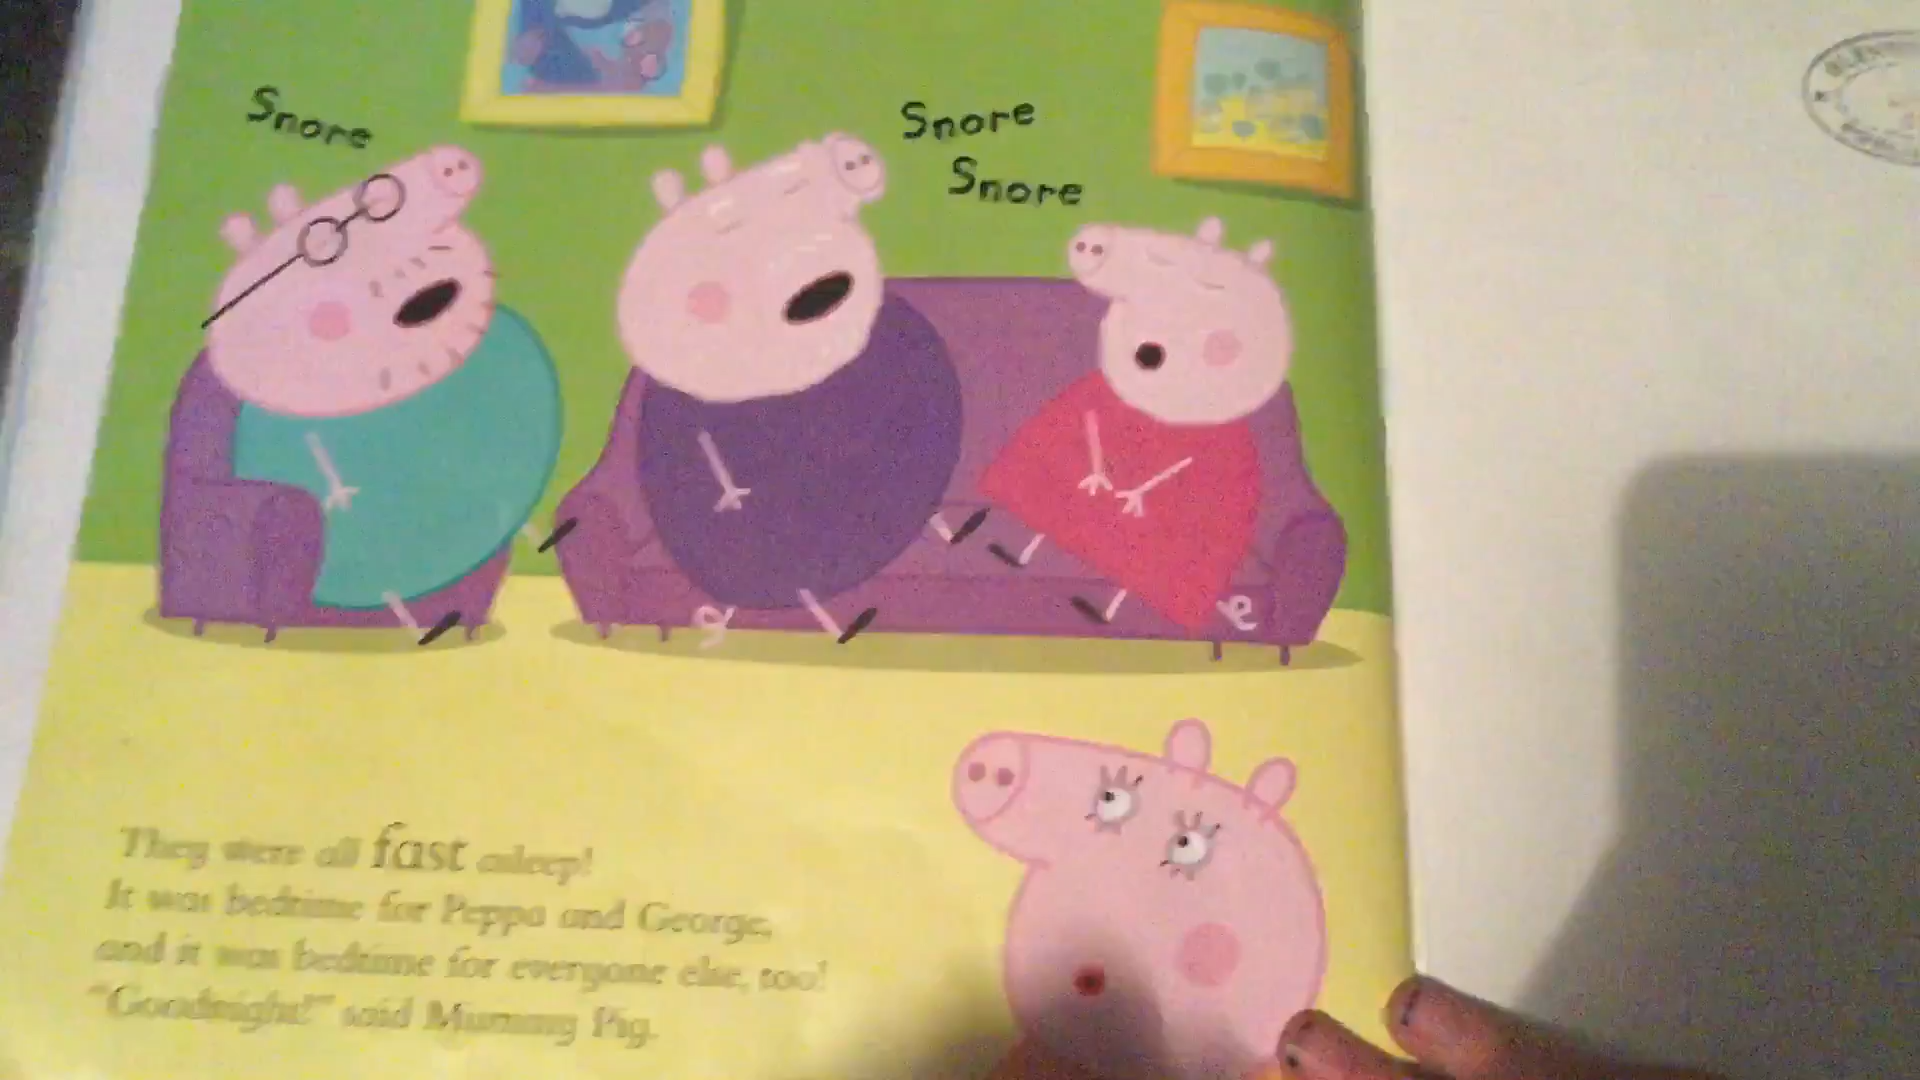 Snore
Snore
Snore
They were all fast asleep!
It was bedtime for Peppa and George,
and it was bedtime for everyone else, too!
"Goodnight!" said Mummy Pig.